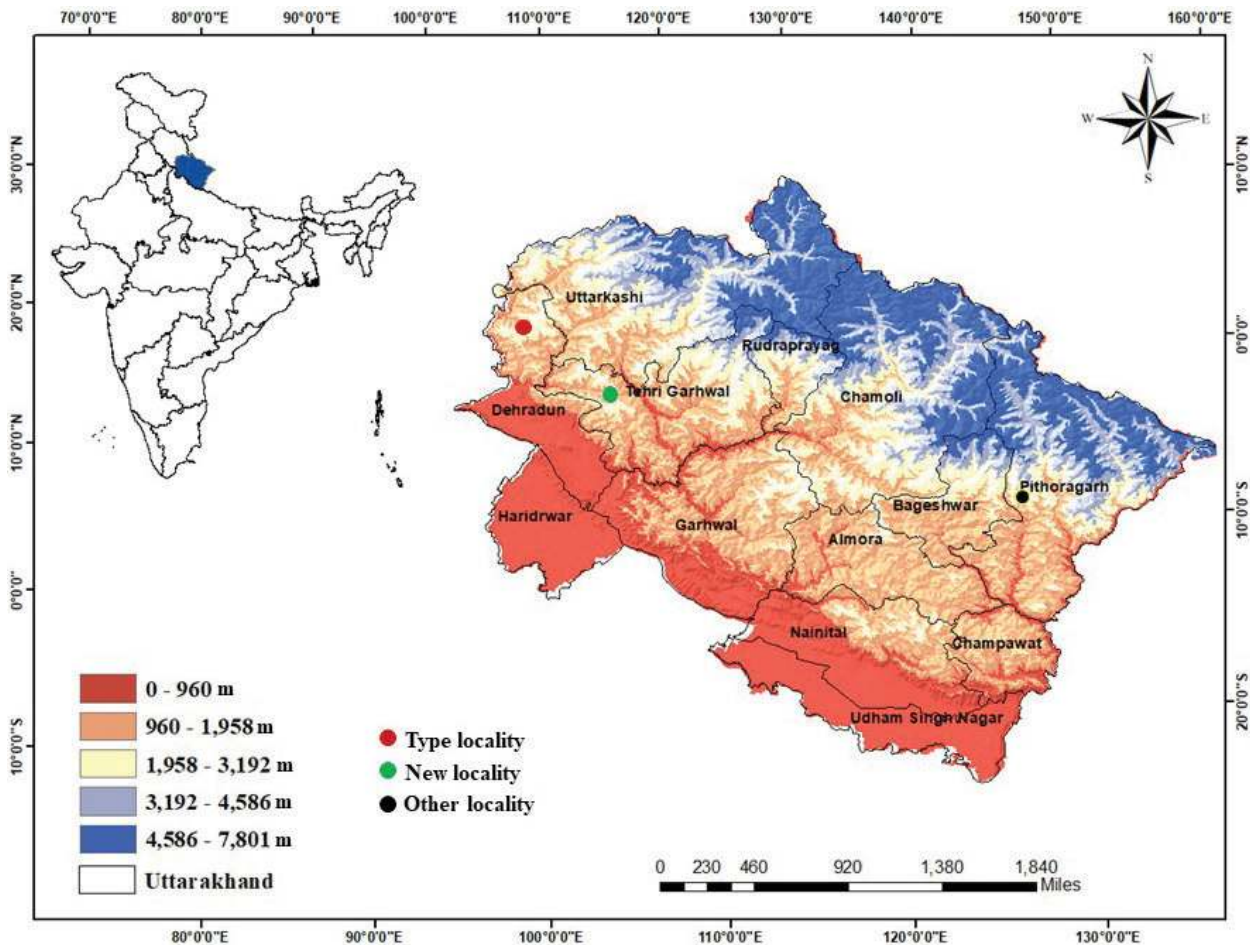 70°0'0"E 80°0'0"E 90°0'0"E 100°0'0"E 110°0'0"E 120°0'0"E 130°0'0"E 140°0'0"E 150°0'0"E 160°0'0"E
N
W E
S
30°0'0"N
20°0'0"N
10°0'0"N
0°0'0"
10°0'0"S
10°0'0"N
0°0'0"
10°0'0"S
20°0'0"S
Uttarkashi
Rudraprayag
Tehri Garhwal
Chamoli
Dehradun
Pithoragarh
Bageshwar
Haridrwar
Garhwal
Almora
Nainital
Champawat
Udham Singh Nagar
0 - 960 m
960 - 1,958 m
1,958 - 3,192 m
3,192 - 4,586 m
4,586 - 7,801 m
Uttarakhand
Type locality
New locality
Other locality
0 230 460 920 1,380 1,840
Miles
80°0'0"E 90°0'0"E 100°0'0"E 110°0'0"E 120°0'0"E 130°0'0"E